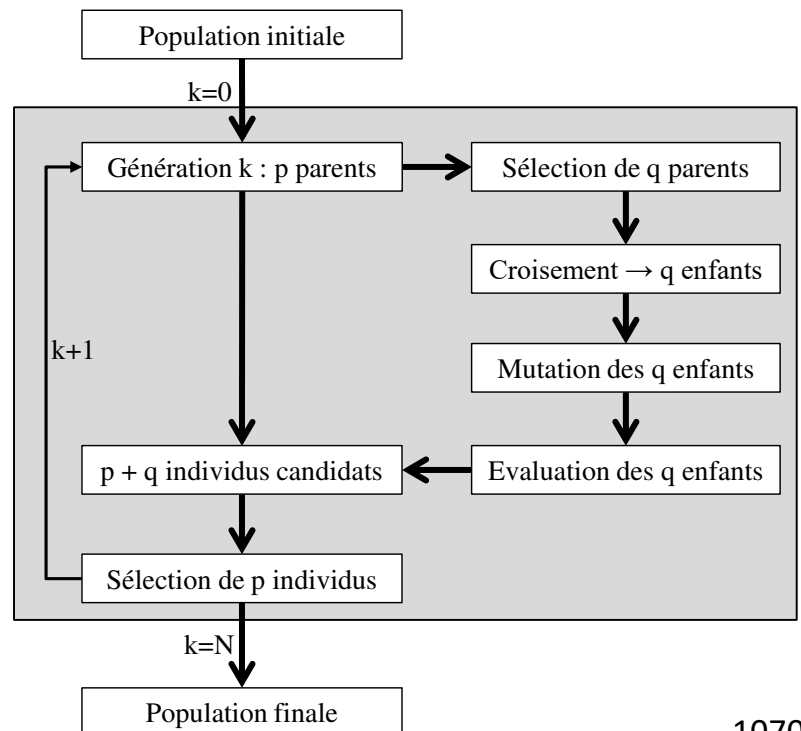 Population initiale
k=0
Génération k : p parents
Sélection de q parents
Croisement → q enfants
k+1
Mutation des q enfants
p + q individus candidats
Evaluation des q enfants
Sélection de p individus
k=N
Population finale
1070